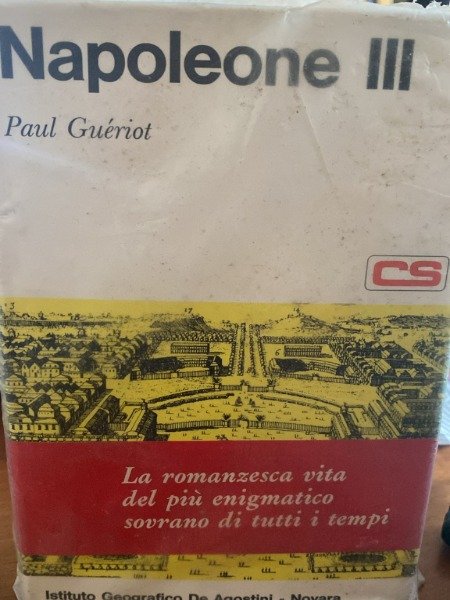 Napoleone III
Paul Guériot
CS
La romanzesca vita
del più enigmatico
sovrano di tutti i tempi
Istituto Geografico De Agostini - Novara